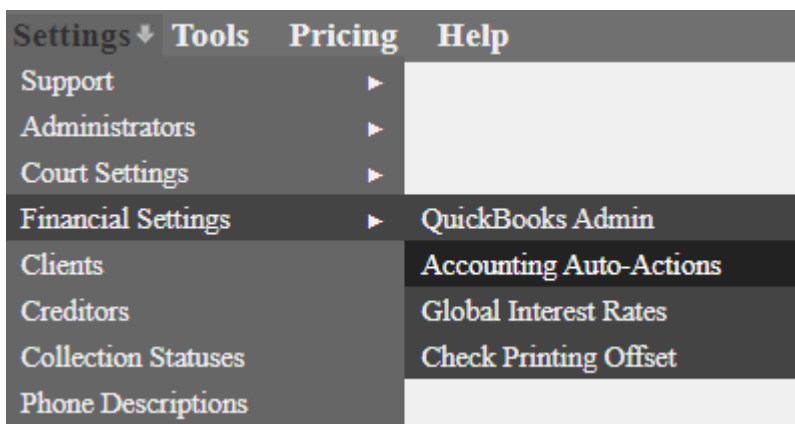 Settings Tools Pricing Help
Support
Administrators
Court Settings
Financial Settings
QuickBooks Admin
Clients
Accounting Auto-Actions
Creditors
Global Interest Rates
Collection Statuses
Check Printing Offset
Phone Descriptions